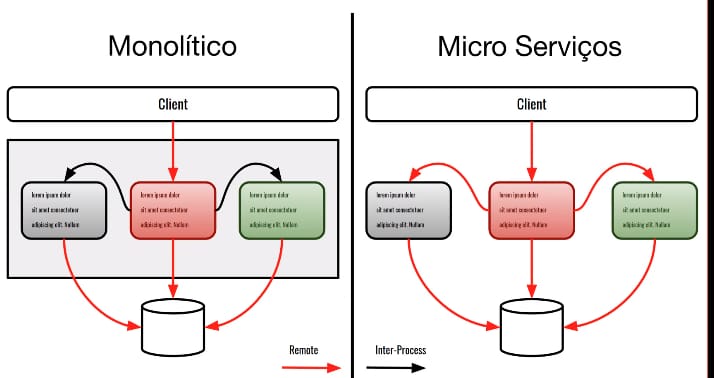 Monolítico
Micro Serviços
Client
Client
lorem ipsum dolor
sit amet consectetuer
adipiscing elit. Nullam
lorem ipsum dolor
sit amet consectetuer
adipiscing elit. Nullam
lorem ipsum dolor
sit amet consectetuer
adipiscing elit. Nullam
lorem ipsum dolor
sit amet consectetuer
adipiscing elit. Nullam
lorem ipsum dolor
sit amet consectetuer
adipiscing elit. Nullam
lorem ipsum dolor
sit amet consectetuer
adipiscing elit. Nullam
Remote
Inter-Process